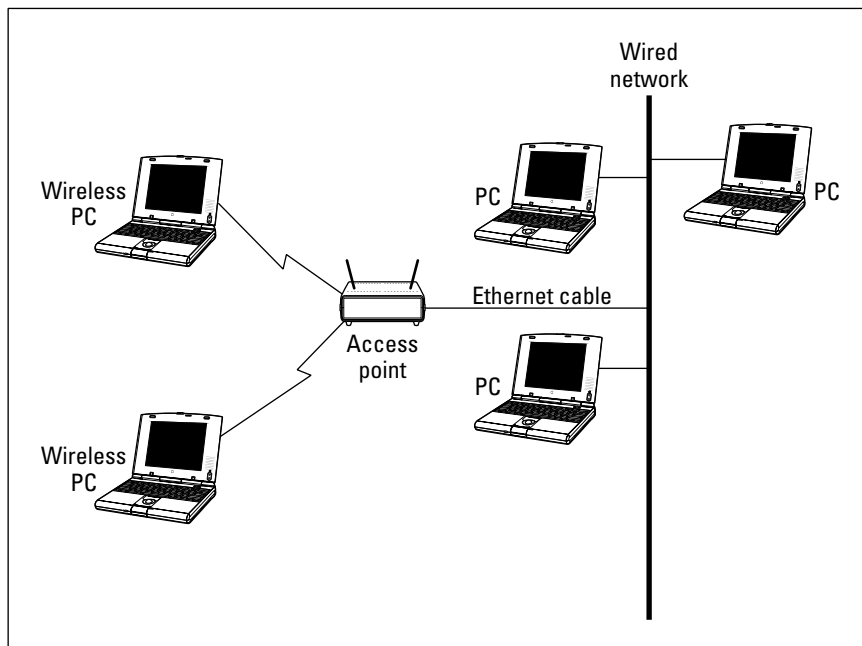 Wired
network
Wireless
PC
PC
PC
Ethernet cable
Access
point
PC
Wireless
PC